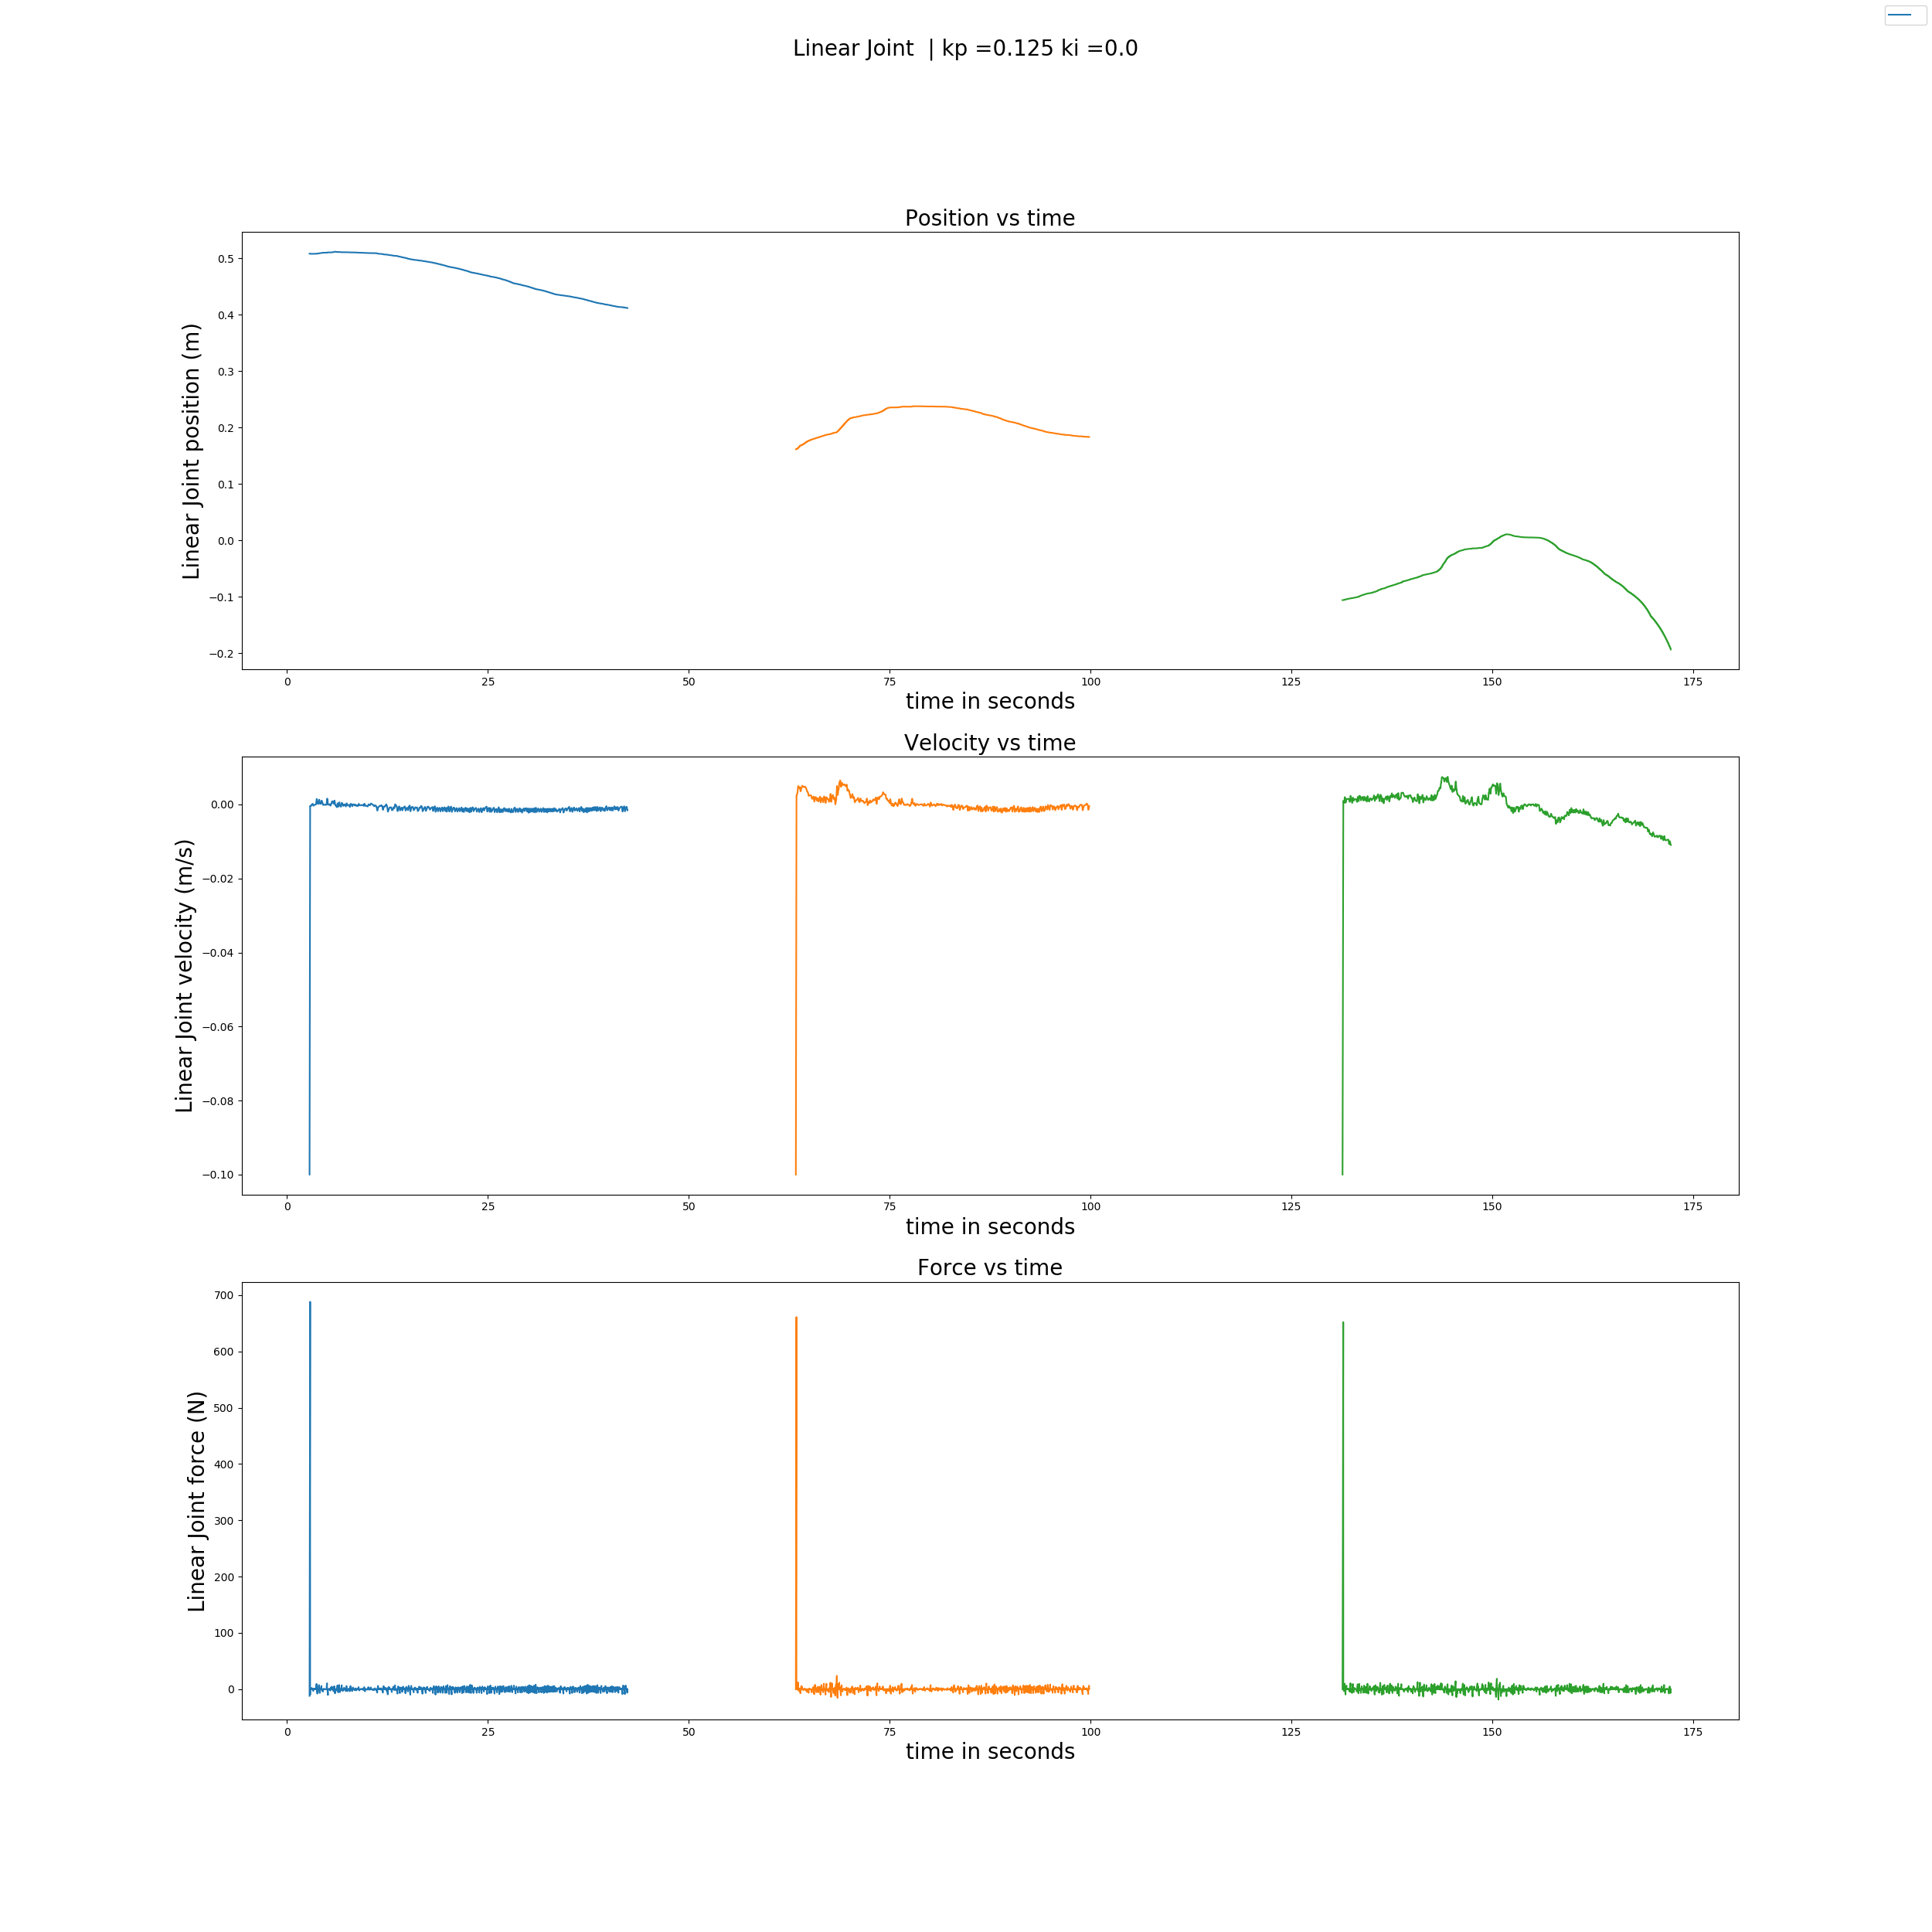 Linear Joint | kp =0.125 ki =0.0
Position vs time
Linear Joint position (m)
0.5
0.4
0.3
0.2
0.1
0.0
−0.1
−0.2
0 25 50 75 100 125 150 175
time in seconds
Velocity vs time
Linear Joint velocity (m/s)
0.00
−0.02
−0.04
−0.06
−0.08
−0.10
0 25 50 75 100 125 150 175
time in seconds
Force vs time
Linear Joint force (N)
700
600
500
400
300
200
100
0
0 25 50 75 100 125 150 175
time in seconds